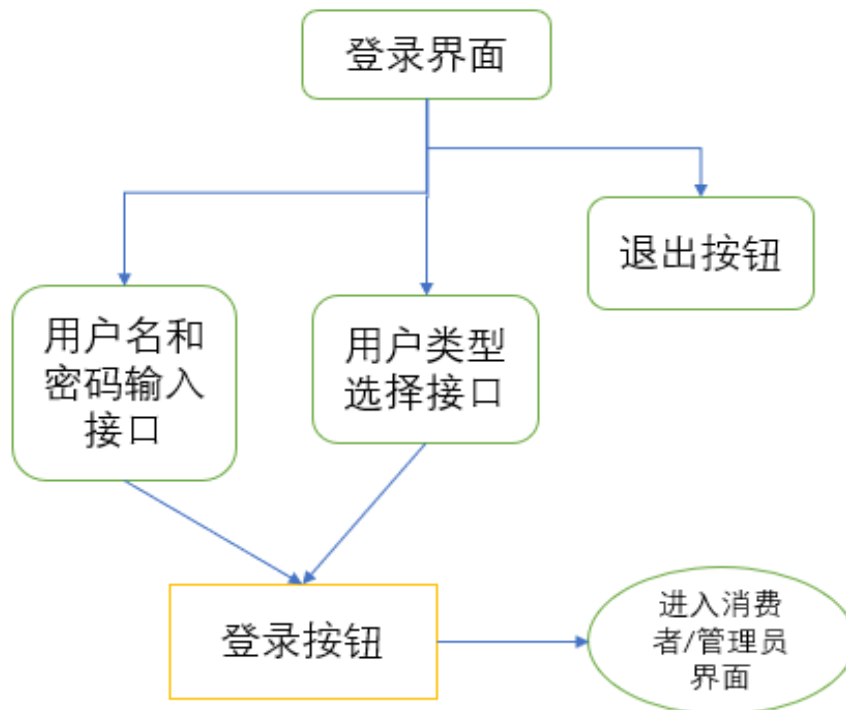 登录界面
退出按钮
用户名和
密码输入
接口
用户类型
选择接口
登录按钮
进入消费
者/管理员
界面